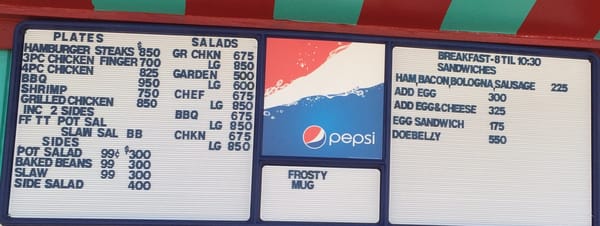 PLATES
HAMBURGER STEAKS $850
3PC CHICKEN FINGER 700
4PC CHICKEN 825
BBQ 950
SHRIMP 750
GRILLED CHICKEN 850
INC 2 SIDES
FF TT POT SAL
SLAW SAL BB
SIDES
POT SALAD 99¢ $300
BAKED BEANS 99 300
SLAW 99 300
SIDE SALAD 400
SALADS
GR CHKN 675
LG 850
GARDEN 500
LG 600
CHEF 675
LG 850
BBQ 675
LG 850
CHKN 675
LG 850
pepsi
FROSTY
MUG
BREAKFAST-8 TIL 10:30
SANDWICHES
HAM,BACON,BOLOGNA,SAUSAGE 225
ADD EGG 300
ADD EGG&CHEESE 325
EGG SANDWICH 175
DOEBELZY 550